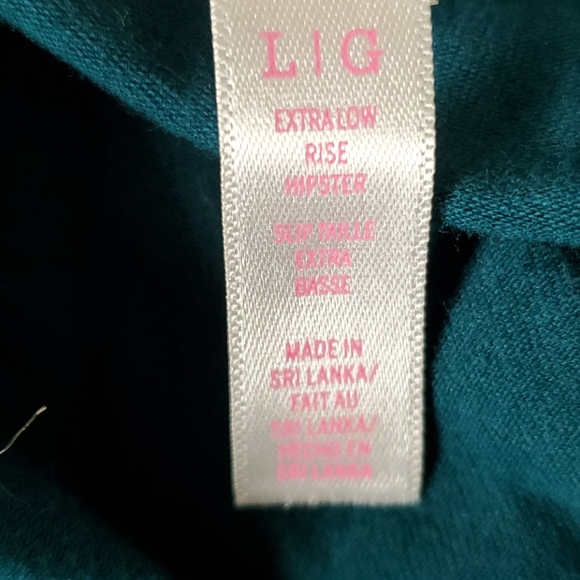 L|G
EXTRA LOW
RISE
HIPSTER
SLIP TAILLE
EXTRA
BASSE
MADE IN
SRI LANKA/
FAIT AU
SRI LANKA/
HECHO EN
SRI LANKA